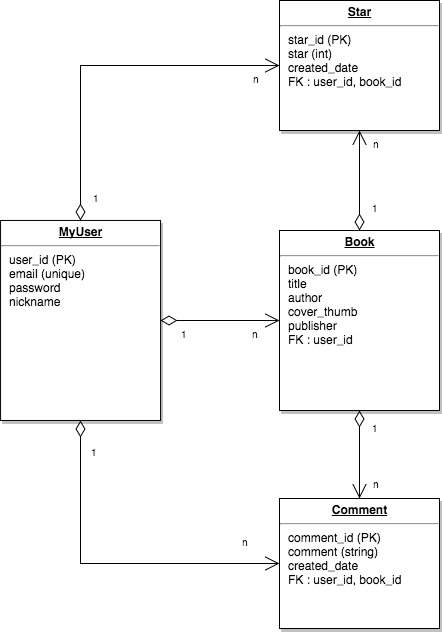 Star
star_id (PK)
star (int)
created_date
FK : user_id, book_id
n
n
1
1
MyUser
user_id (PK)
email (unique)
password
nickname
Book
book_id (PK)
title
author
cover_thumb
publisher
FK : user_id
1
n
1
1
n
n
Comment
comment_id (PK)
comment (string)
created_date
FK : user_id, book_id